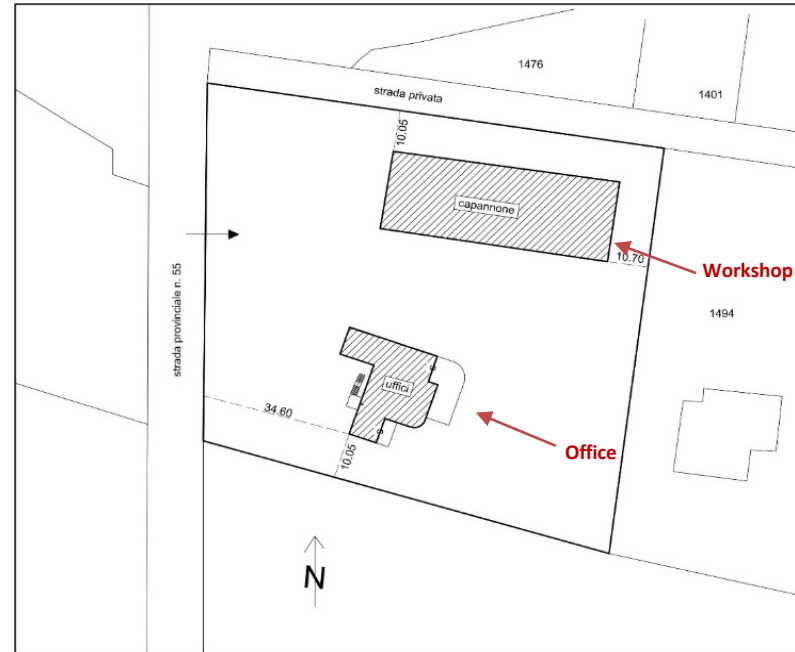 1476
1401
strada privata
10.05
capannone
10.70
Workshop
strada provinciale n. 55
1494
uffici
34.60
Office
10.05
N